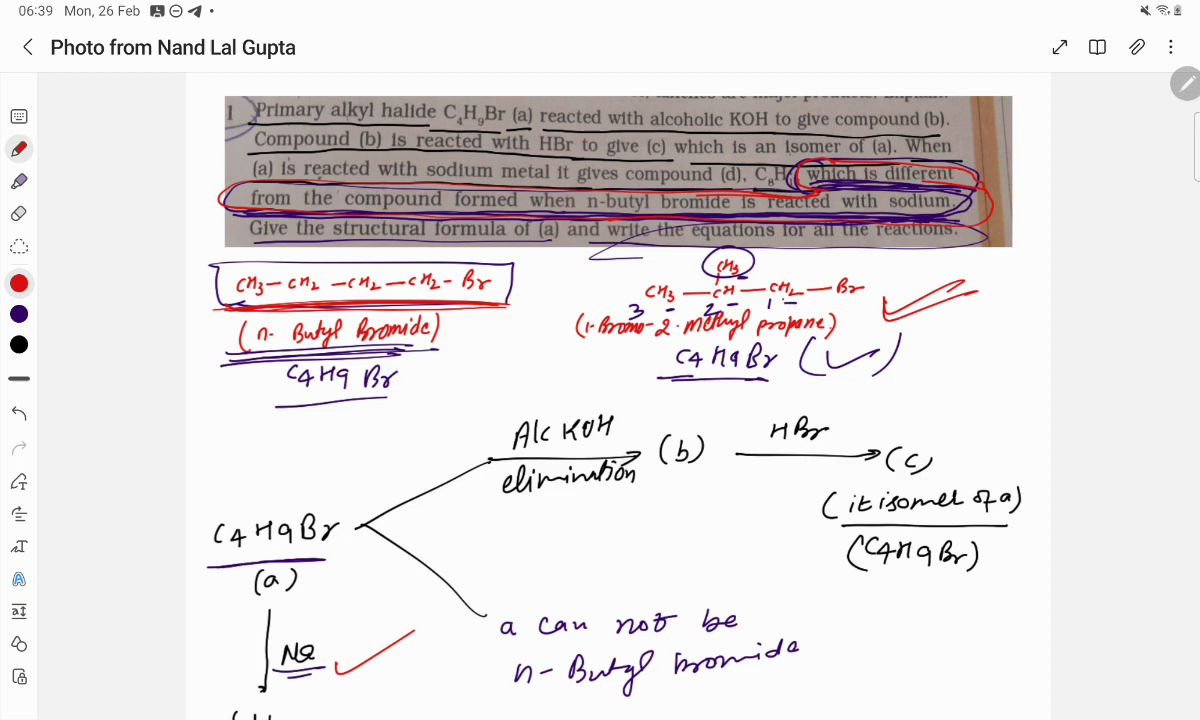 06:39 Mon, 26 Feb
Photo from Nand Lal Gupta
1 Primary alkyl halide C₄H₉Br (a) reacted with alcoholic KOH to give compound (b).
Compound (b) is reacted with HBr to give (c) which is an isomer of (a). When
(a) is reacted with sodium metal it gives compound (d), C₈H which is different
from the compound formed when n-butyl bromide is reacted with sodium.
Give the structural formula of (a) and write the equations for all the reactions.
CH3
CH3 — CH2 — CH2 — CH2 — Br
CH3 — CH — CH2 — Br
3 2 1
(n- Butyl Bromide)
(1-Bromo-2-methyl propane)
C4H9Br
C4H9Br
Alc KOH
elimination
(b)
HBr
(c)
(it isomer of a)
(C4H9Br)
C4H9Br
(a)
Na
a can not be
n-Butyl bromide